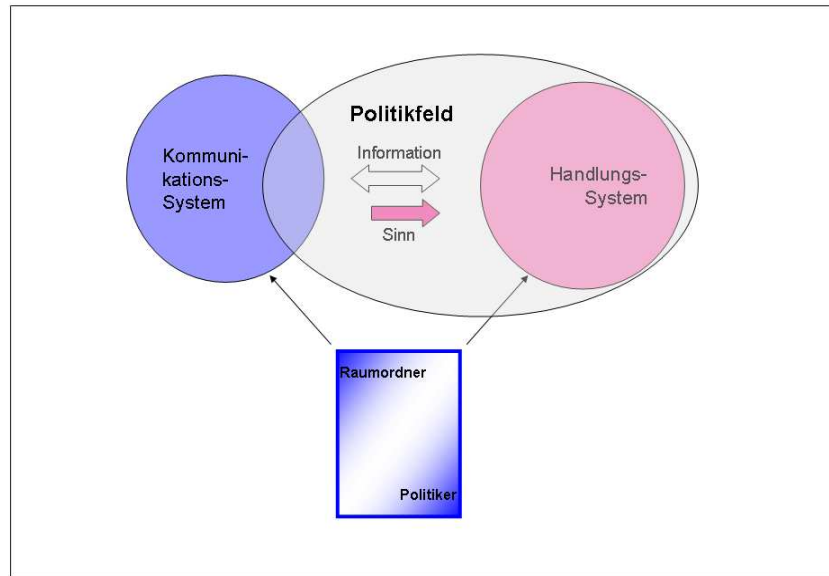 Politikfeld
Kommuni-
kations-
System
Information
Sinn
Handlungs-
System
Raumordner
Politiker